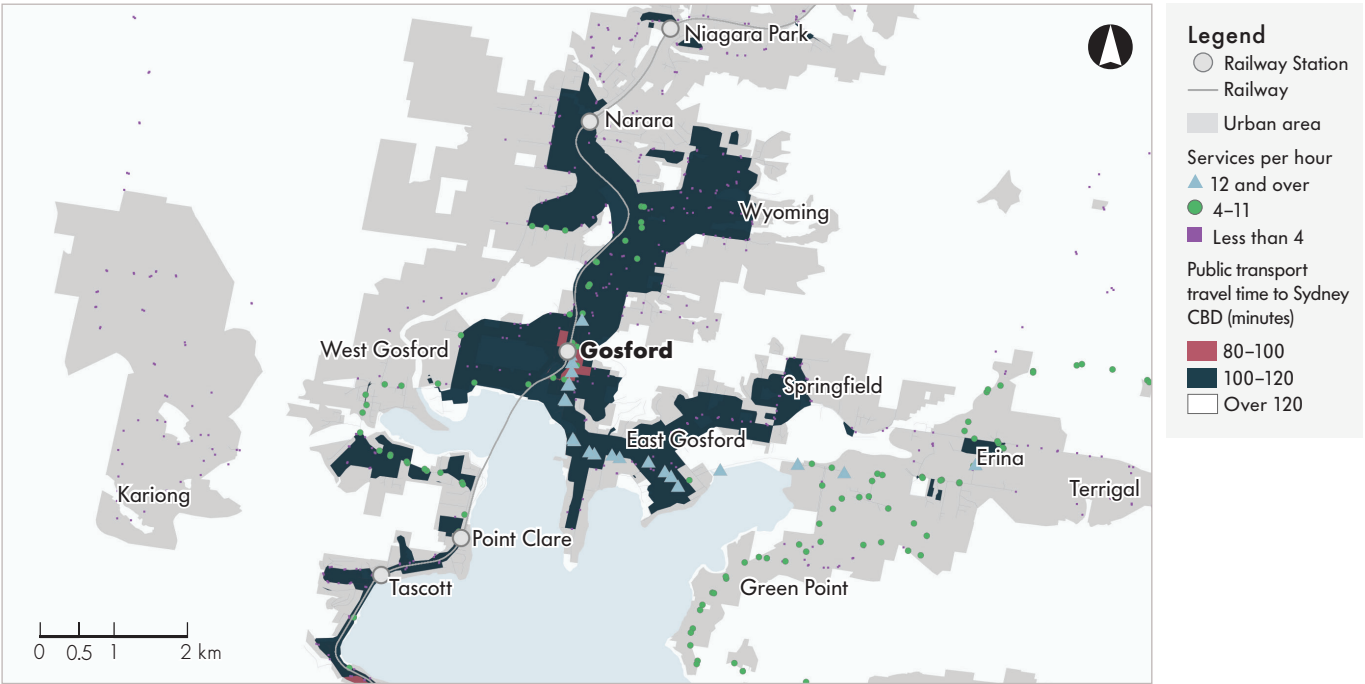 Niagara Park
Narara
Wyoming
West Gosford
Gosford
Springfield
East Gosford
Erina
Kariong
Terrigal
Point Clare
Tascott
Green Point
0 0.5 1 2 km
Legend
Railway Station
Railway
Urban area
Services per hour
12 and over
4–11
Less than 4
Public transport
travel time to Sydney
CBD (minutes)
80–100
100–120
Over 120